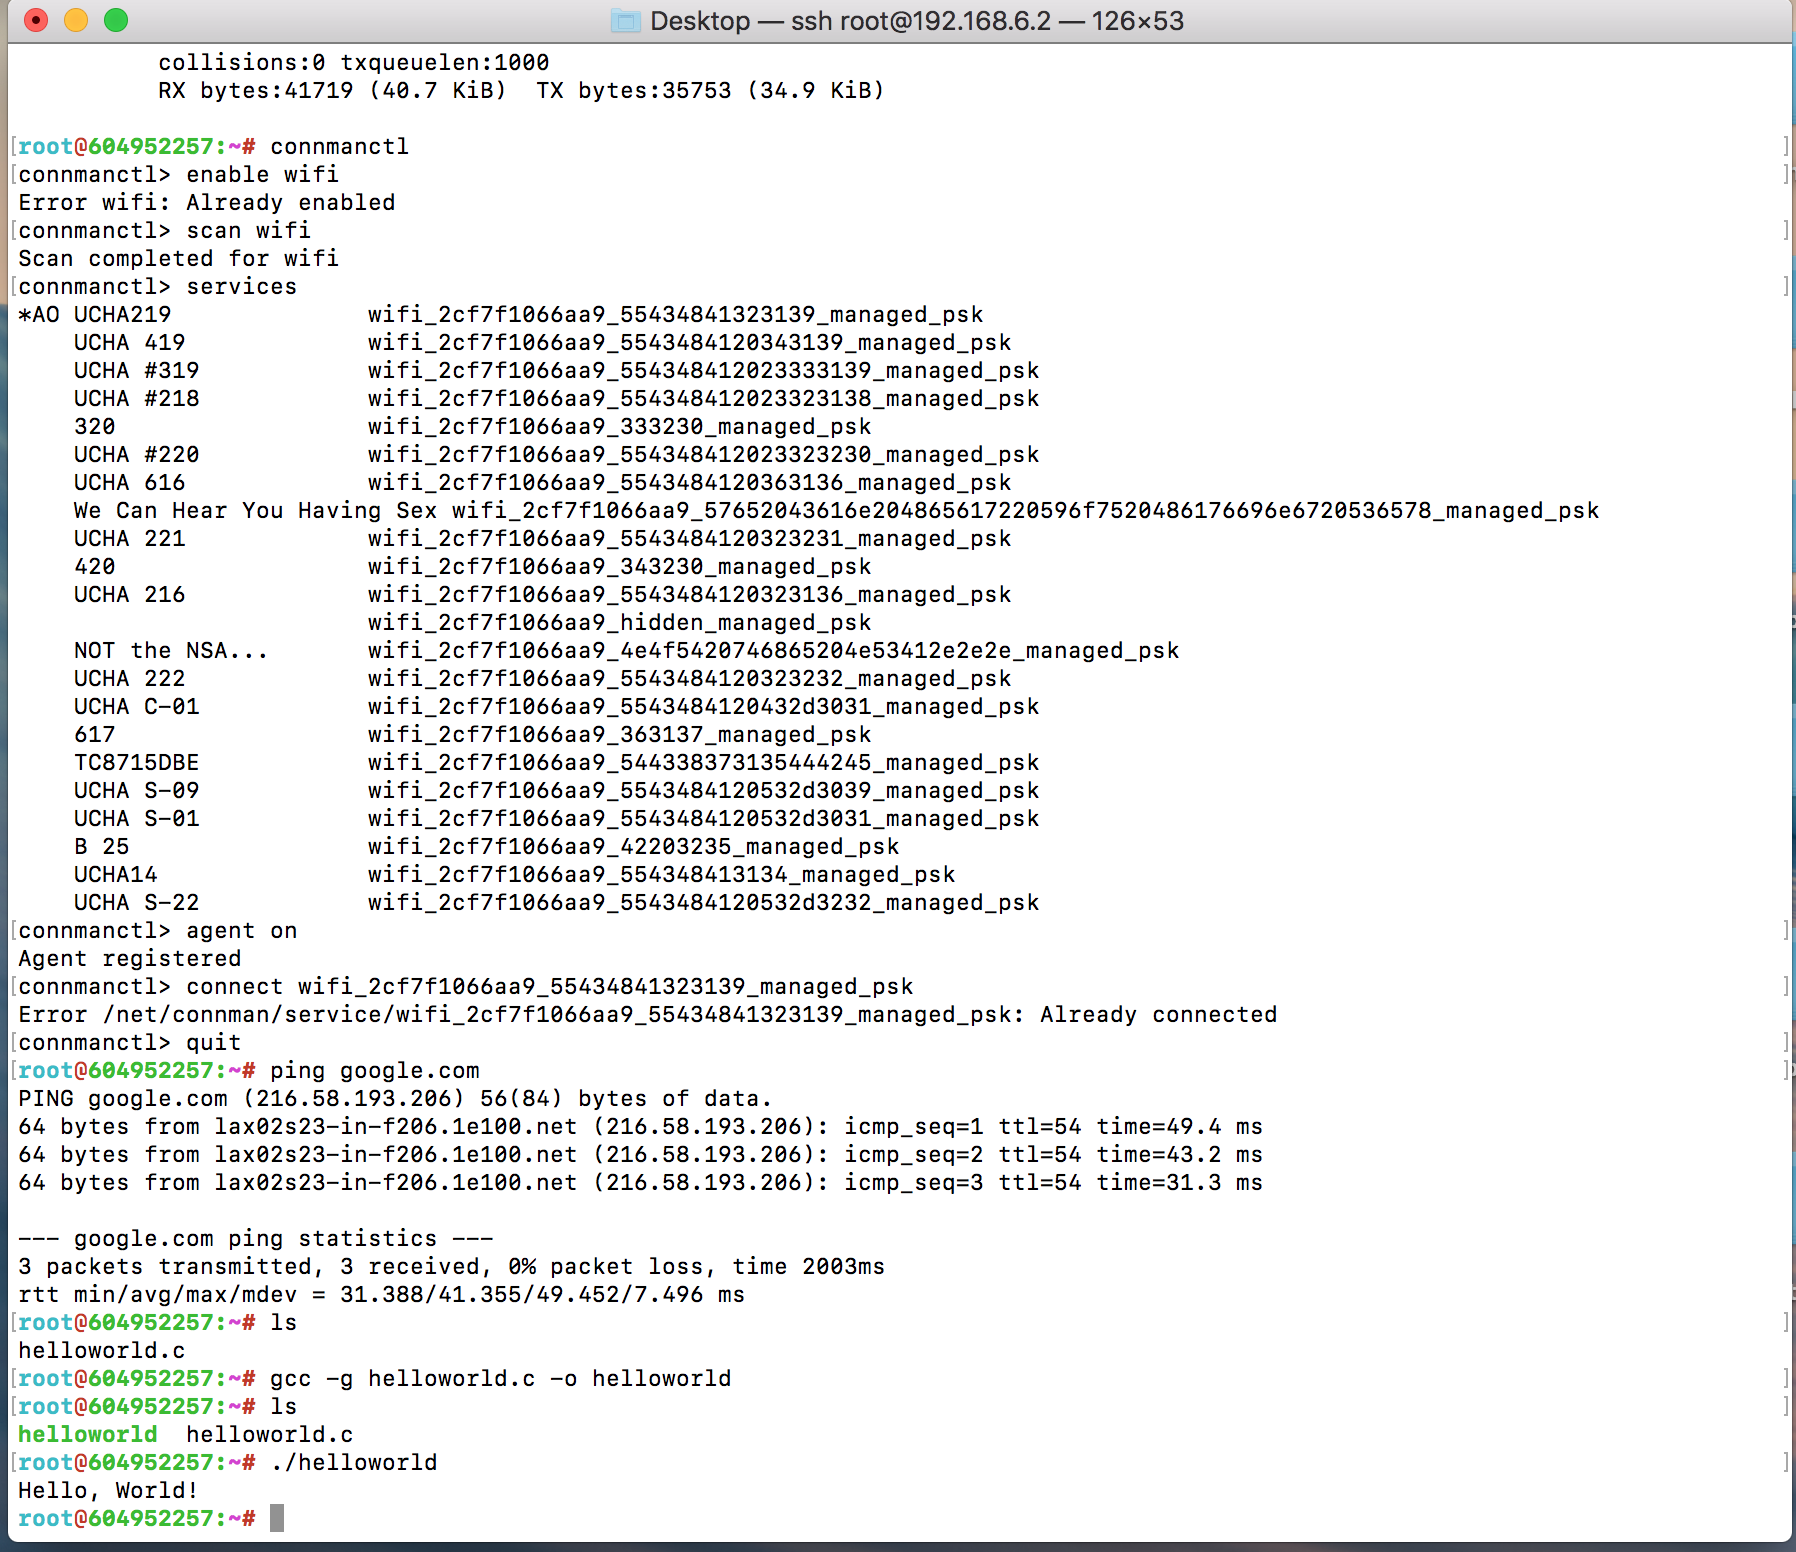 Desktop — ssh root@192.168.6.2 — 126×53
collisions:0 txqueuelen:1000
RX bytes:41719 (40.7 KiB)  TX bytes:35753 (34.9 KiB)
[root@604952257:~# connmanctl ]
[connmanctl> enable wifi ]
Error wifi: Already enabled
[connmanctl> scan wifi ]
Scan completed for wifi
[connmanctl> services ]
*AO UCHA219              wifi_2cf7f1066aa9_55434841323139_managed_psk
UCHA 419             wifi_2cf7f1066aa9_5543484120343139_managed_psk
UCHA #319            wifi_2cf7f1066aa9_554348412023333139_managed_psk
UCHA #218            wifi_2cf7f1066aa9_554348412023323138_managed_psk
320                  wifi_2cf7f1066aa9_333230_managed_psk
UCHA #220            wifi_2cf7f1066aa9_554348412023323230_managed_psk
UCHA 616             wifi_2cf7f1066aa9_5543484120363136_managed_psk
We Can Hear You Having Sex wifi_2cf7f1066aa9_57652043616e204865617220596f7520486176696e6720536578_managed_psk
UCHA 221             wifi_2cf7f1066aa9_5543484120323231_managed_psk
420                  wifi_2cf7f1066aa9_343230_managed_psk
UCHA 216             wifi_2cf7f1066aa9_5543484120323136_managed_psk
wifi_2cf7f1066aa9_hidden_managed_psk
NOT the NSA...       wifi_2cf7f1066aa9_4e4f5420746865204e53412e2e2e_managed_psk
UCHA 222             wifi_2cf7f1066aa9_5543484120323232_managed_psk
UCHA C-01            wifi_2cf7f1066aa9_5543484120432d3031_managed_psk
617                  wifi_2cf7f1066aa9_363137_managed_psk
TC8715DBE            wifi_2cf7f1066aa9_544338373135444245_managed_psk
UCHA S-09            wifi_2cf7f1066aa9_5543484120532d3039_managed_psk
UCHA S-01            wifi_2cf7f1066aa9_5543484120532d3031_managed_psk
B 25                 wifi_2cf7f1066aa9_42203235_managed_psk
UCHA14               wifi_2cf7f1066aa9_554348413134_managed_psk
UCHA S-22            wifi_2cf7f1066aa9_5543484120532d3232_managed_psk
[connmanctl> agent on ]
Agent registered
[connmanctl> connect wifi_2cf7f1066aa9_55434841323139_managed_psk ]
Error /net/connman/service/wifi_2cf7f1066aa9_55434841323139_managed_psk: Already connected
[connmanctl> quit ]
[root@604952257:~# ping google.com ]
PING google.com (216.58.193.206) 56(84) bytes of data.
64 bytes from lax02s23-in-f206.1e100.net (216.58.193.206): icmp_seq=1 ttl=54 time=49.4 ms
64 bytes from lax02s23-in-f206.1e100.net (216.58.193.206): icmp_seq=2 ttl=54 time=43.2 ms
64 bytes from lax02s23-in-f206.1e100.net (216.58.193.206): icmp_seq=3 ttl=54 time=31.3 ms
--- google.com ping statistics ---
3 packets transmitted, 3 received, 0% packet loss, time 2003ms
rtt min/avg/max/mdev = 31.388/41.355/49.452/7.496 ms
[root@604952257:~# ls ]
helloworld.c
[root@604952257:~# gcc -g helloworld.c -o helloworld ]
[root@604952257:~# ls ]
helloworld  helloworld.c
[root@604952257:~# ./helloworld ]
Hello, World!
root@604952257:~#